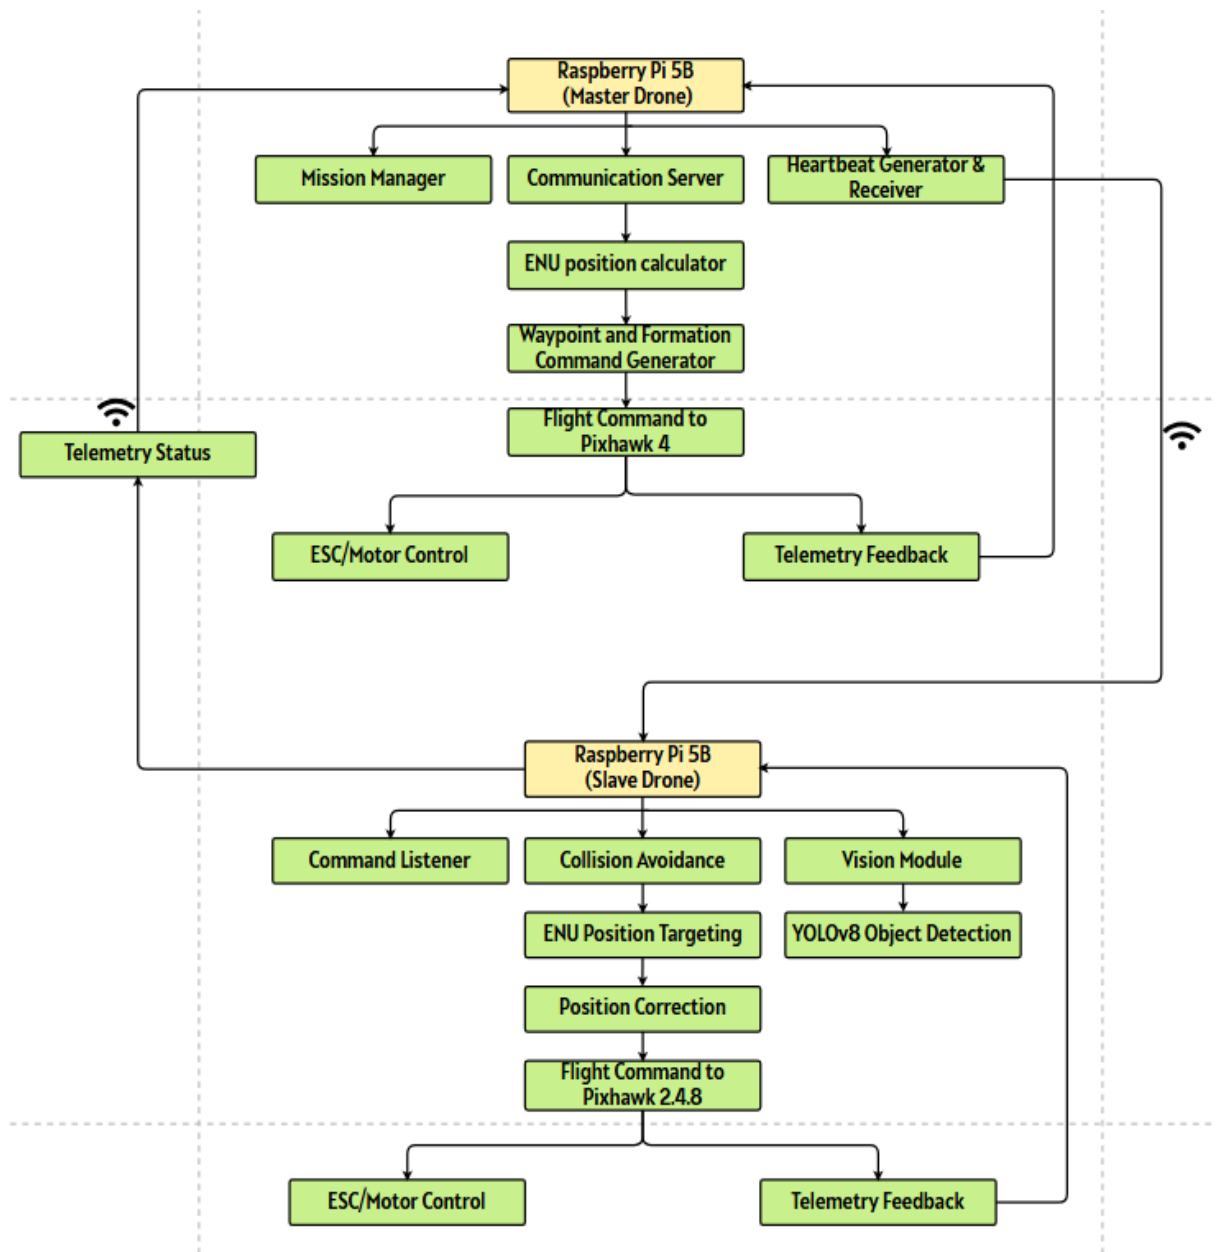 Raspberry Pi 5B
(Master Drone)
Mission Manager
Communication Server
Heartbeat Generator &
Receiver
ENU position calculator
Waypoint and Formation
Command Generator
Flight Command to
Pixhawk 4
Telemetry Status
ESC/Motor Control
Telemetry Feedback
Raspberry Pi 5B
(Slave Drone)
Command Listener
Collision Avoidance
Vision Module
ENU Position Targeting
YOLOv8 Object Detection
Position Correction
Flight Command to
Pixhawk 2.4.8
ESC/Motor Control
Telemetry Feedback